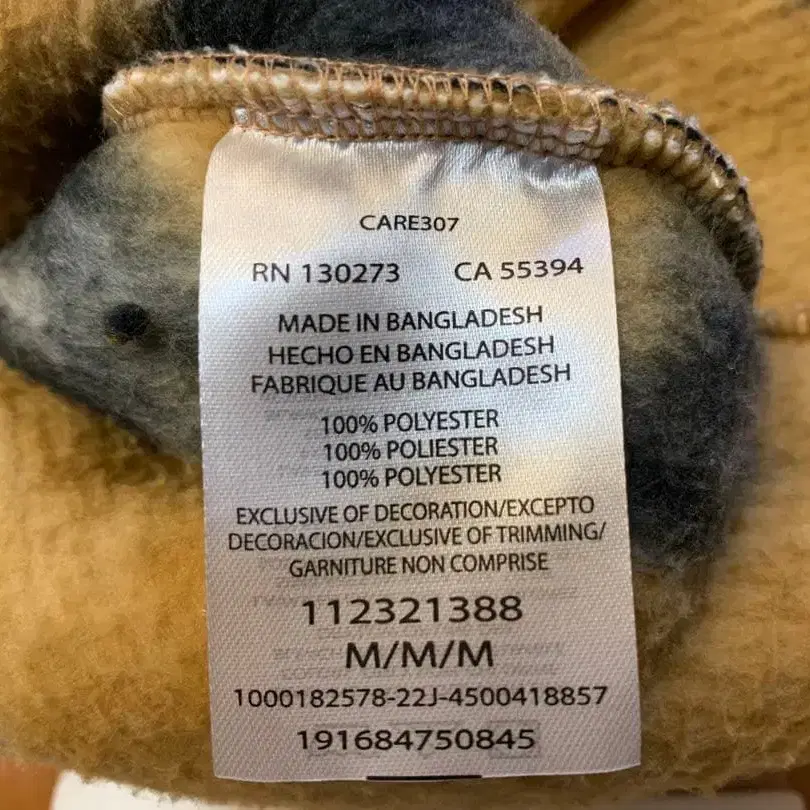 CARE307
RN 130273 CA 55394
MADE IN BANGLADESH
HECHO EN BANGLADESH
FABRIQUE AU BANGLADESH
100% POLYESTER
100% POLIESTER
100% POLYESTER
EXCLUSIVE OF DECORATION/EXCEPTO
DECORACION/EXCLUSIVE OF TRIMMING/
GARNITURE NON COMPRISE
112321388
M/M/M
1000182578-22J-4500418857
191684750845